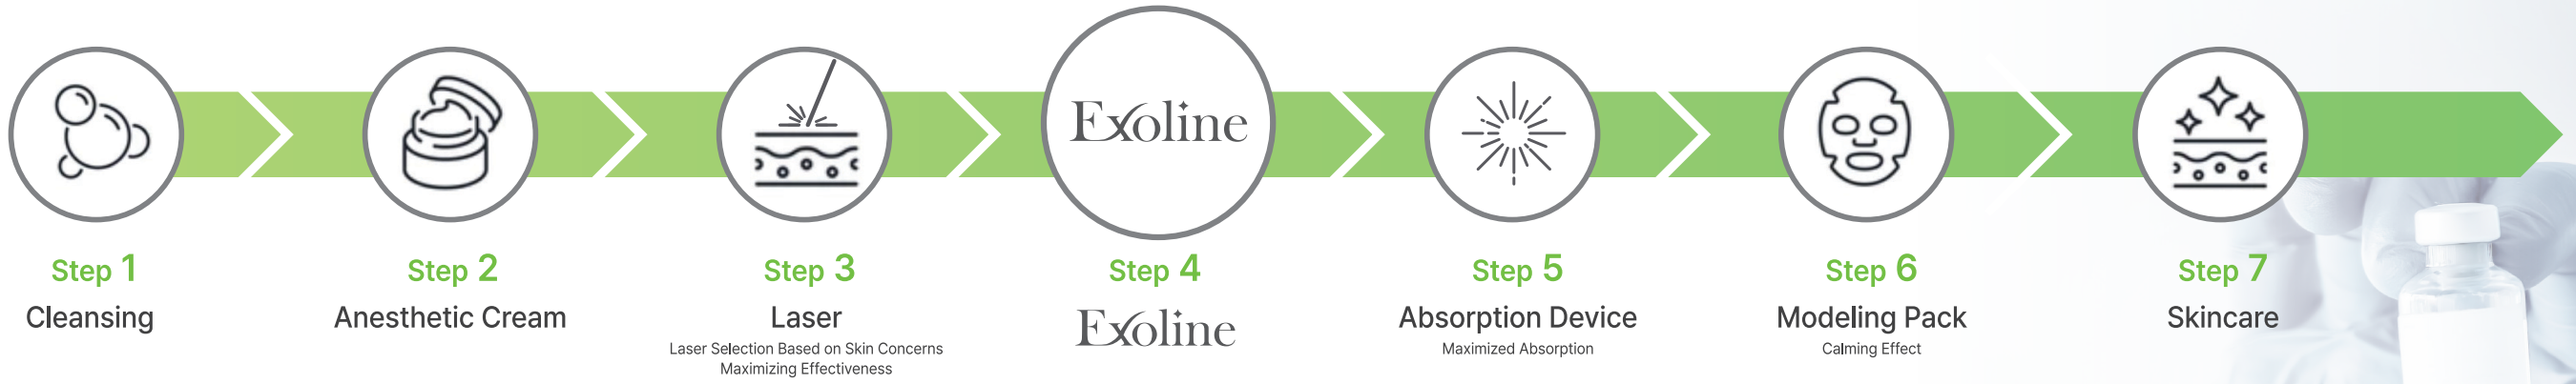 Exoline
Step 1
Cleansing
Step 2
Anesthetic Cream
Step 3
Laser
Laser Selection Based on Skin Concerns
Maximizing Effectiveness
Step 4
Exoline
Step 5
Absorption Device
Maximized Absorption
Step 6
Modeling Pack
Calming Effect
Step 7
Skincare